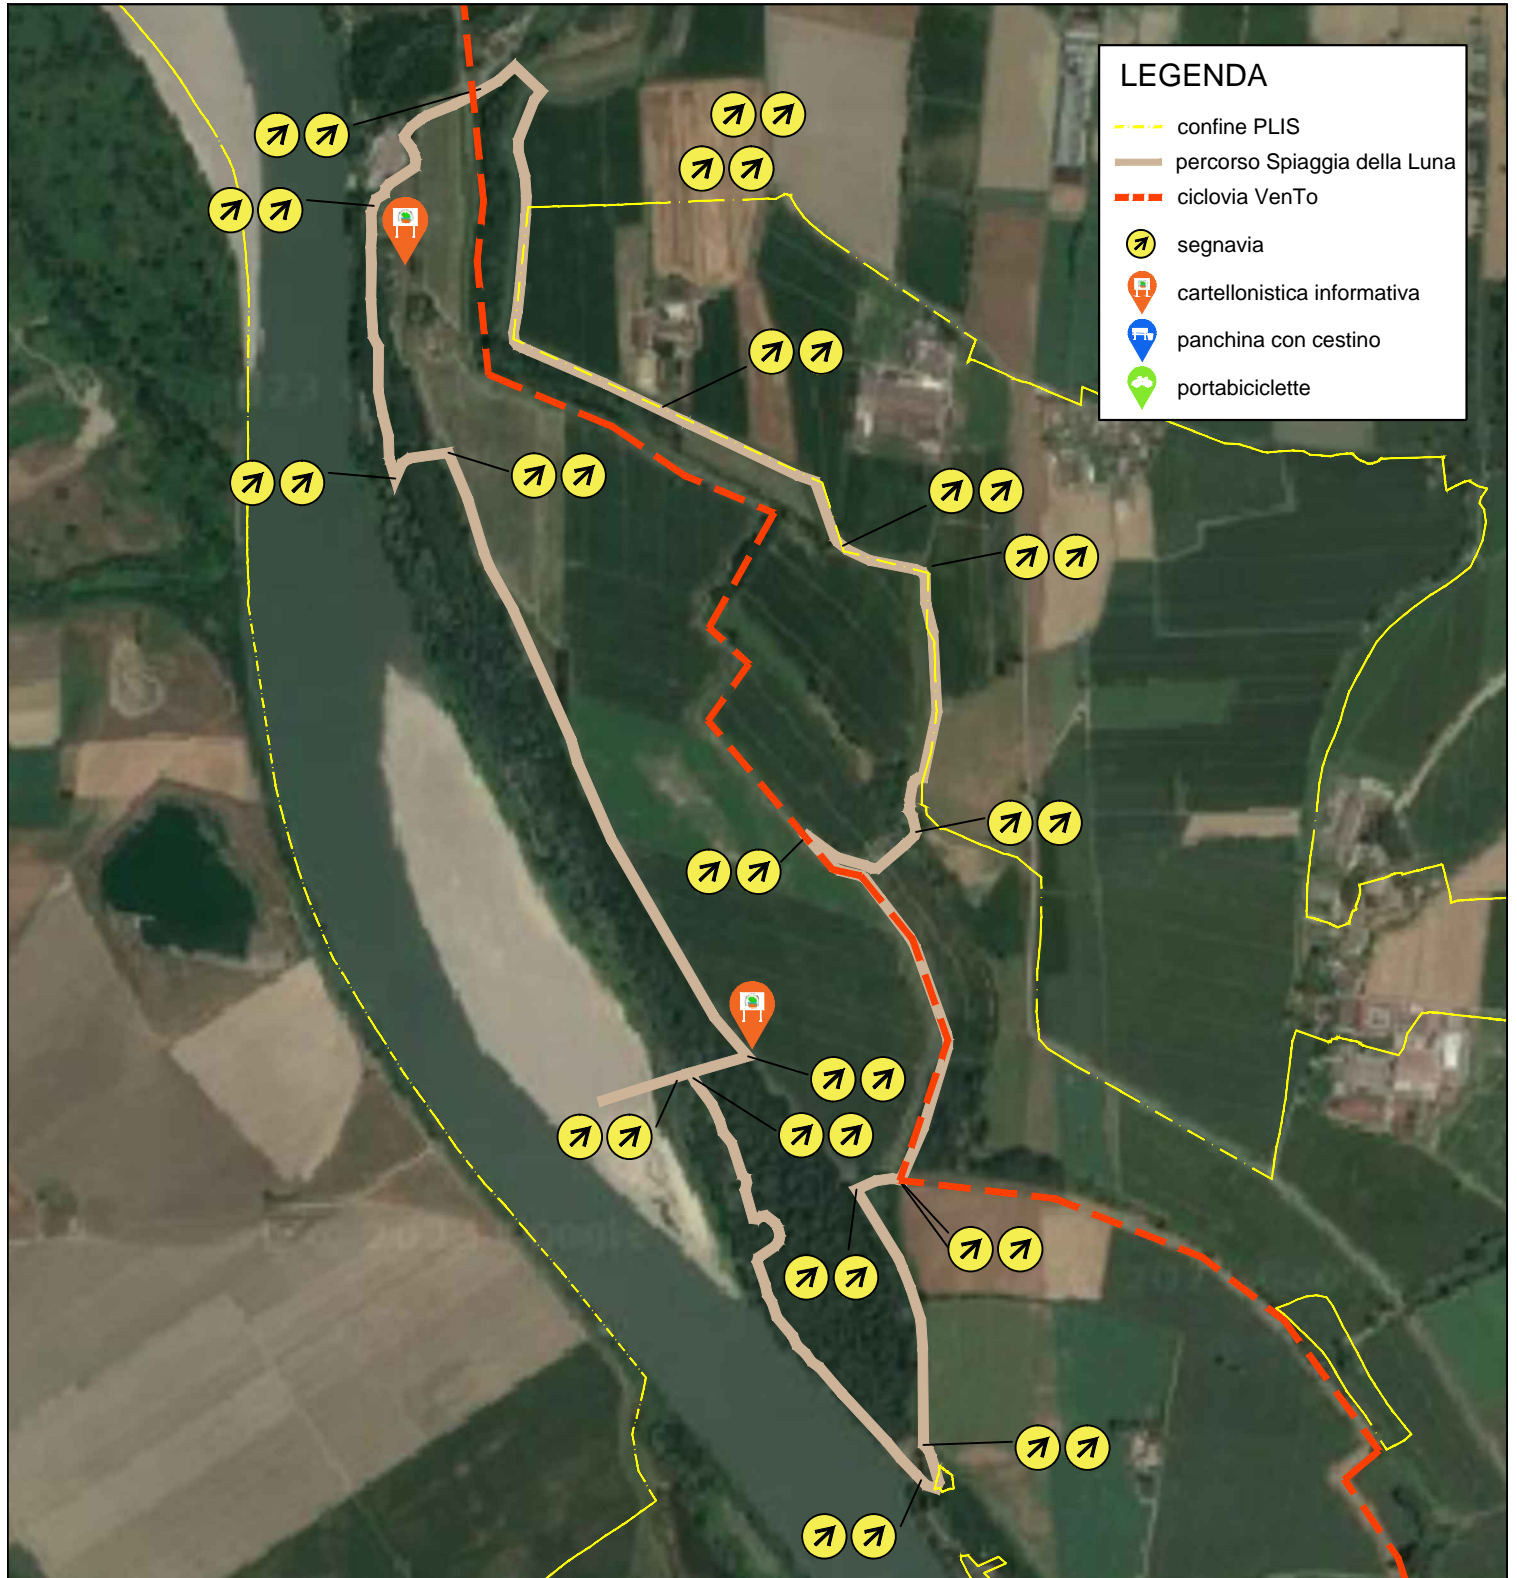 LEGENDA
confine PLIS
percorso Spiaggia della Luna
ciclovia VenTo
segnavia
cartellonistica informativa
panchina con cestino
portabiciclette